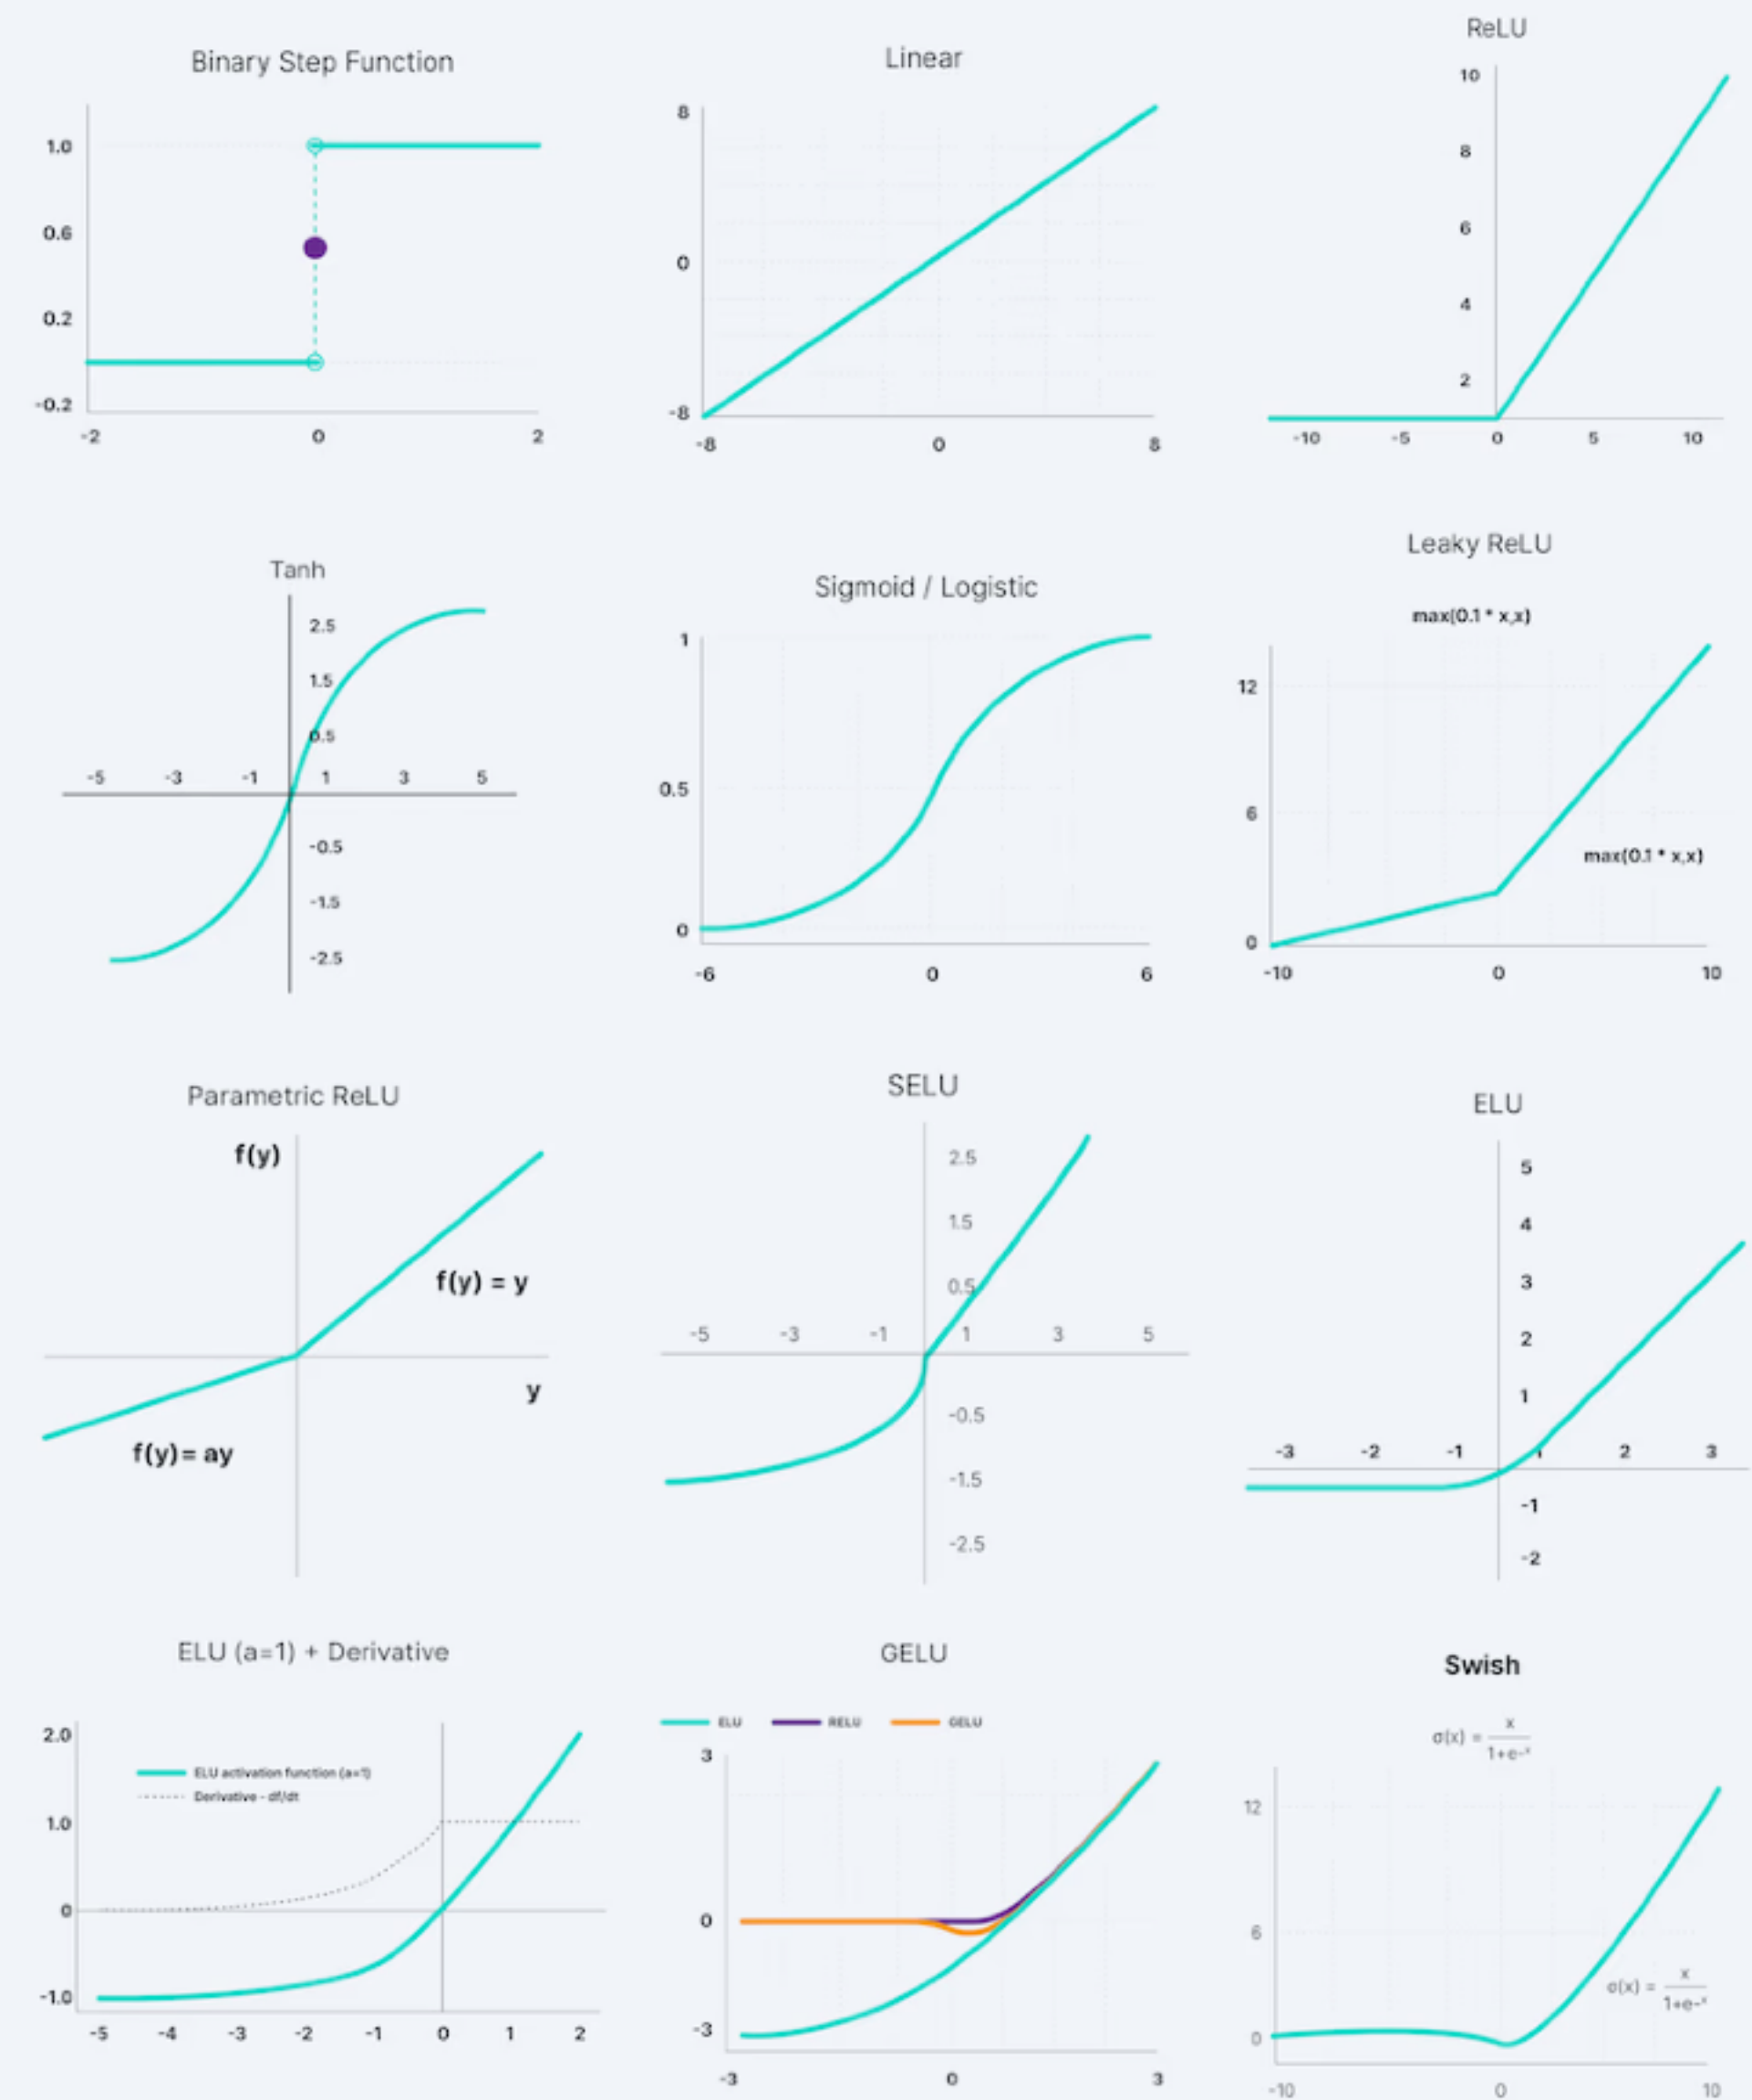 Binary Step Function
1.0
0.6
0.2
-0.2
-2 0 2
Linear
8
0
-8
-8 0 8
ReLU
10
8
6
4
2
-10 -5 0 5 10
Tanh
2.5
1.5
0.5
-5 -3 -1 1 3 5
-0.5
-1.5
-2.5
Sigmoid / Logistic
1
0.5
0
-6 0 6
Leaky ReLU
max(0.1 * x,x)
12
6
max(0.1 * x,x)
0
-10 0 10
Parametric ReLU
f(y)
f(y) = y
y
f(y)= ay
SELU
2.5
1.5
0.5
-5 -3 -1 1 3 5
-0.5
-1.5
-2.5
ELU
5
4
3
2
1
-3 -2 -1 1 2 3
-1
-2
ELU (a=1) + Derivative
2.0
ELU activation function (a=1)
Derivative - df/dt
1.0
0
-1.0
-5 -4 -3 -2 -1 0 1 2
GELU
ELU RELU GELU
3
0
-3
-3 0 3
Swish
σ(x) = x
1+e-ˣ
12
6
σ(x) = x
1+e-ˣ
0
-10 0 10